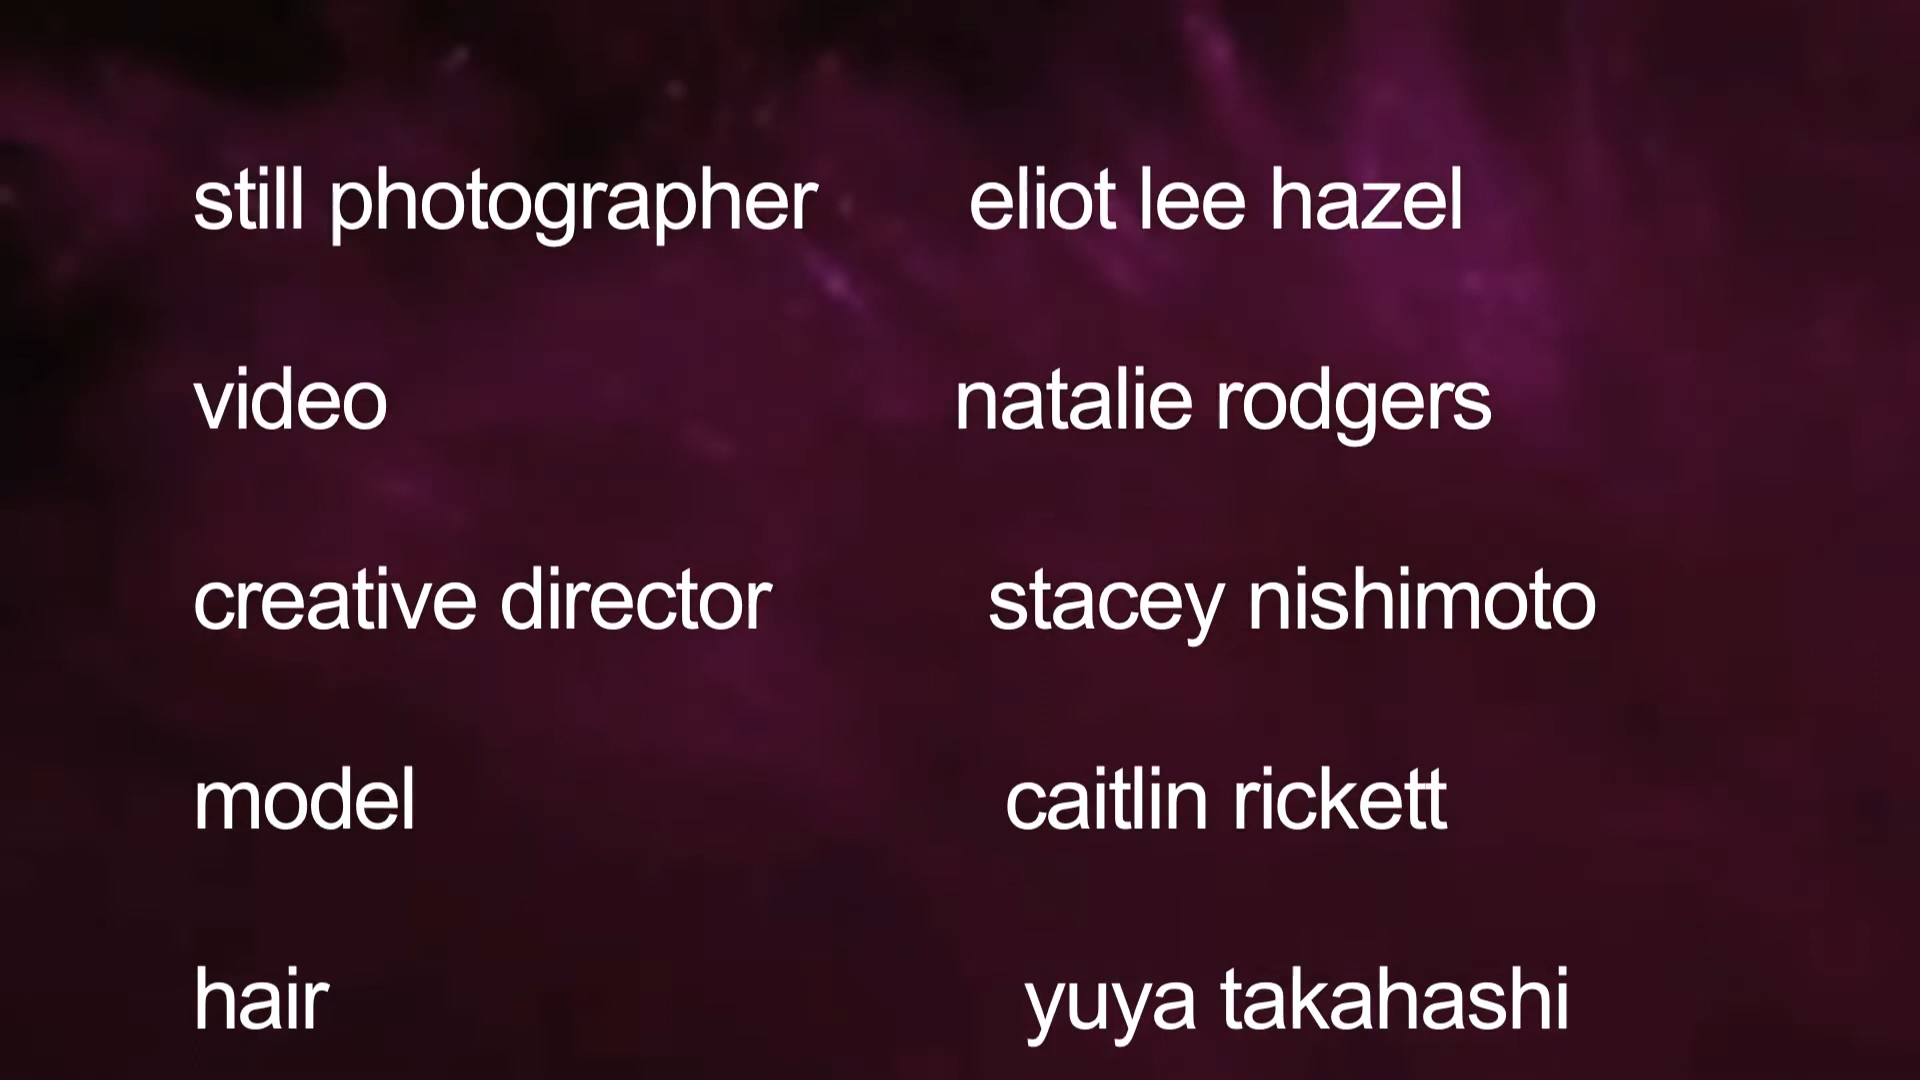 still photographer eliot lee hazel
video natalie rodgers
creative director stacey nishimoto
model caitlin rickett
hair yuya takahashi